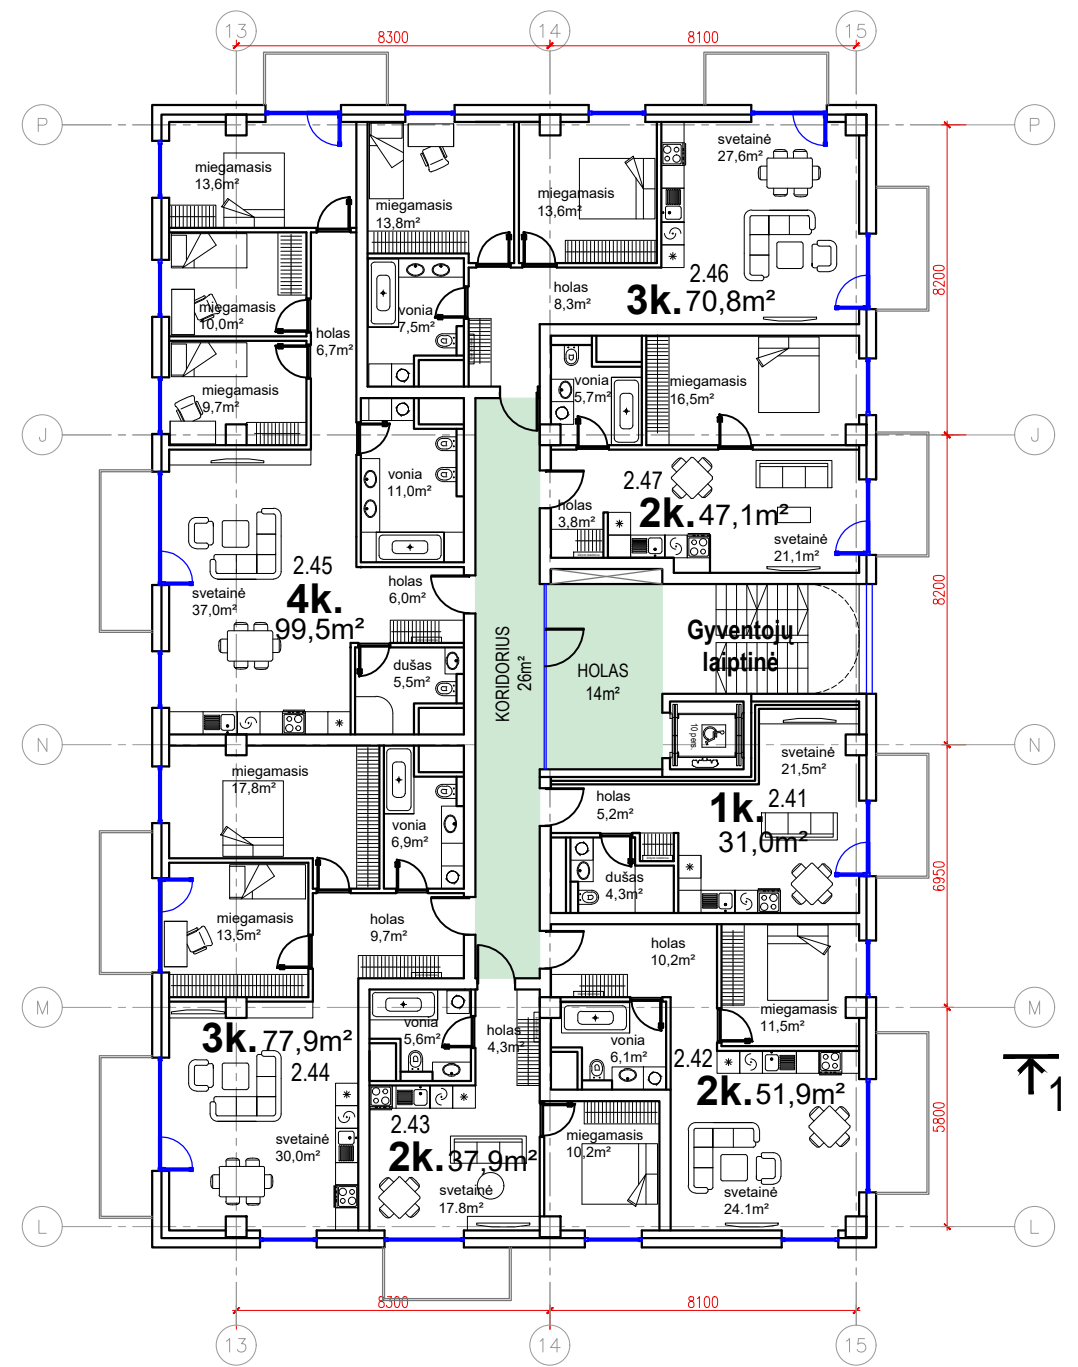 13
14
15
8300
8100
P
P
svetainė
27,6m²
miegamasis
13,6m²
miegamasis
13,8m²
miegamasis
13,6m²
2.46
3k. 70,8m²
holas
8,3m²
8200
miegamasis
10,0m²
vonia
7,5m²
holas
6,7m²
miegamasis
9,7m²
vonia
5,7m²
miegamasis
16,5m²
J
J
vonia
11,0m²
2.47
2k. 47,1m²
holas
3,8m²
svetainė
21,1m²
2.45
4k.
99,5m²
svetainė
37,0m²
holas
6,0m²
8200
KORIDORIUS
26m²
HOLAS
14m²
Gyventojų
laiptinė
dušas
5,5m²
10 pers.
N
N
miegamasis
17,8m²
svetainė
21,5m²
holas
5,2m²
1k. 2.41
31,0m²
vonia
6,9m²
6950
dušas
4,3m²
miegamasis
13,5m²
holas
9,7m²
holas
10,2m²
M
M
miegamasis
11,5m²
vonia
5,6m²
holas
4,3m²
3k. 77,9m²
2.44
vonia
6,1m²
2.42
2k. 51,9m²
1
5800
2.43
2k. 37,9m²
svetainė
30,0m²
miegamasis
10,2m²
svetainė
17.8m²
svetainė
24.1m²
L
L
8300
8100
13
14
15